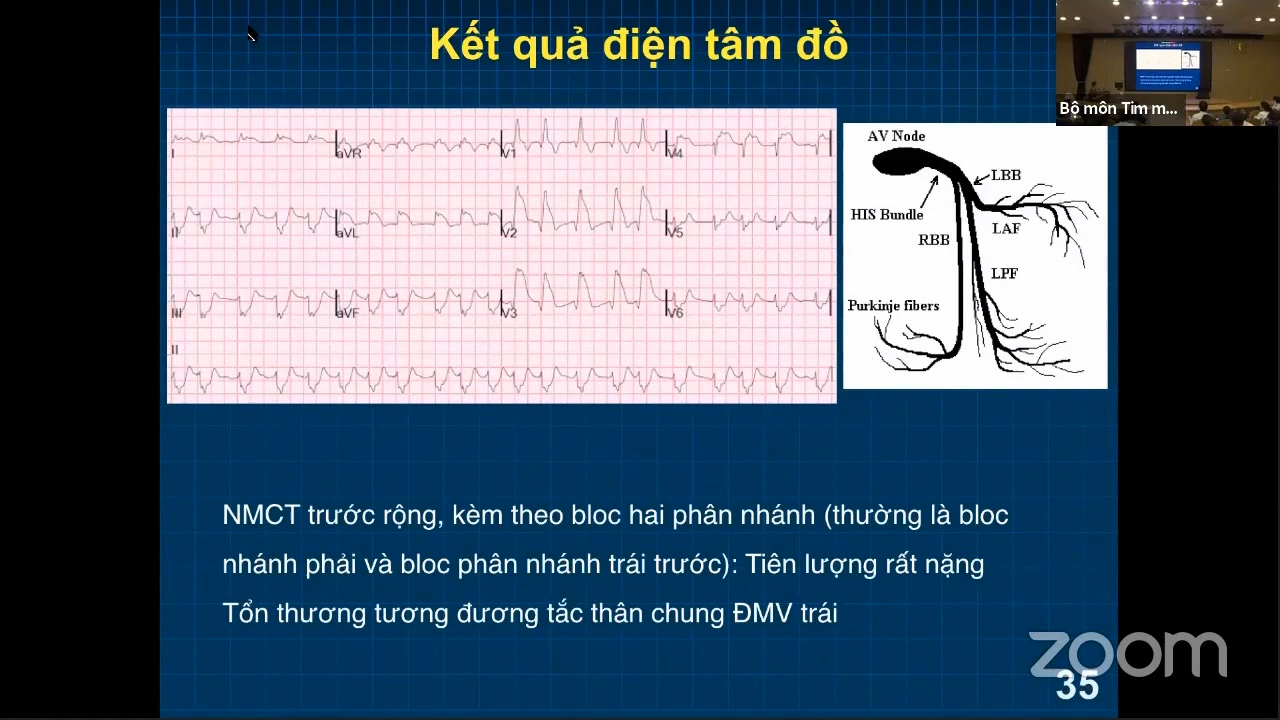 Kết quả điện tâm đồ
Bộ môn Tim m...
I
aVR
V1
V4
II
aVL
V2
V5
III
aVF
V3
V6
II
AV Node
LBB
HIS Bundle
LAF
RBB
LPF
Purkinje fibers
NMCT trước rộng, kèm theo bloc hai phân nhánh (thường là bloc
nhánh phải và bloc phân nhánh trái trước): Tiên lượng rất nặng
Tổn thương tương đương tắc thân chung ĐMV trái
zoom
35